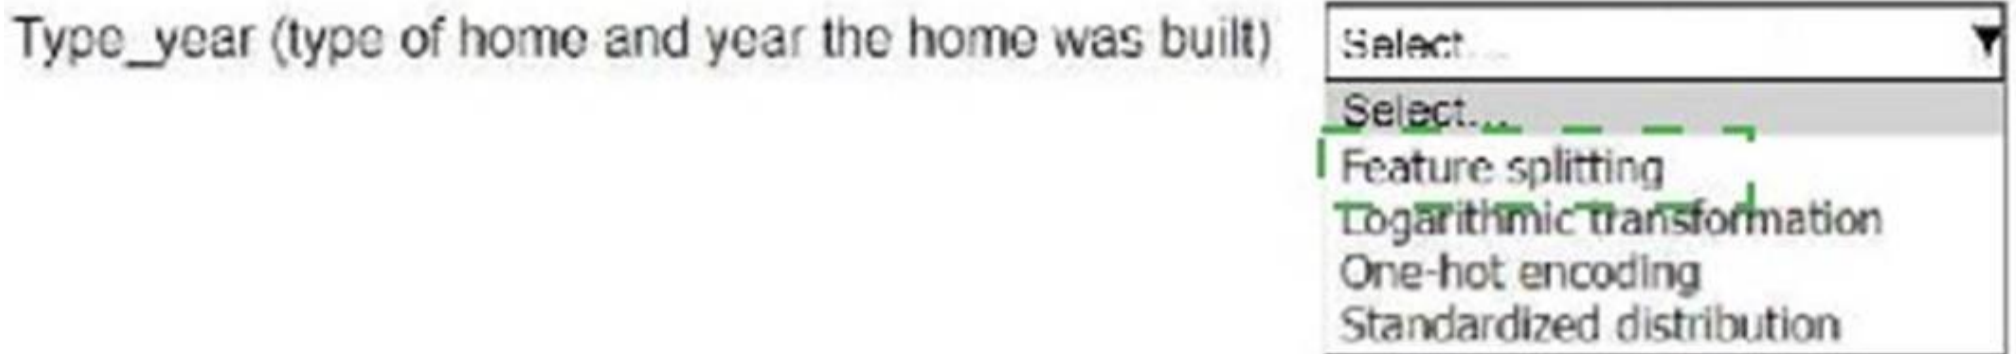 Type_year (type of home and year the home was built)
Select...
Select...
Feature splitting
Logarithmic transformation
One-hot encoding
Standardized distribution